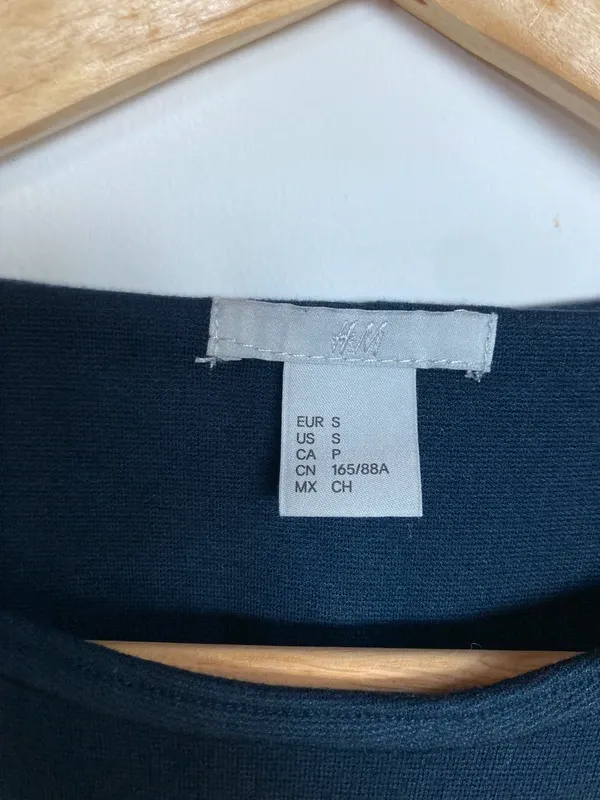 H&M
EUR S
US S
CA P
CN 165/88A
MX CH